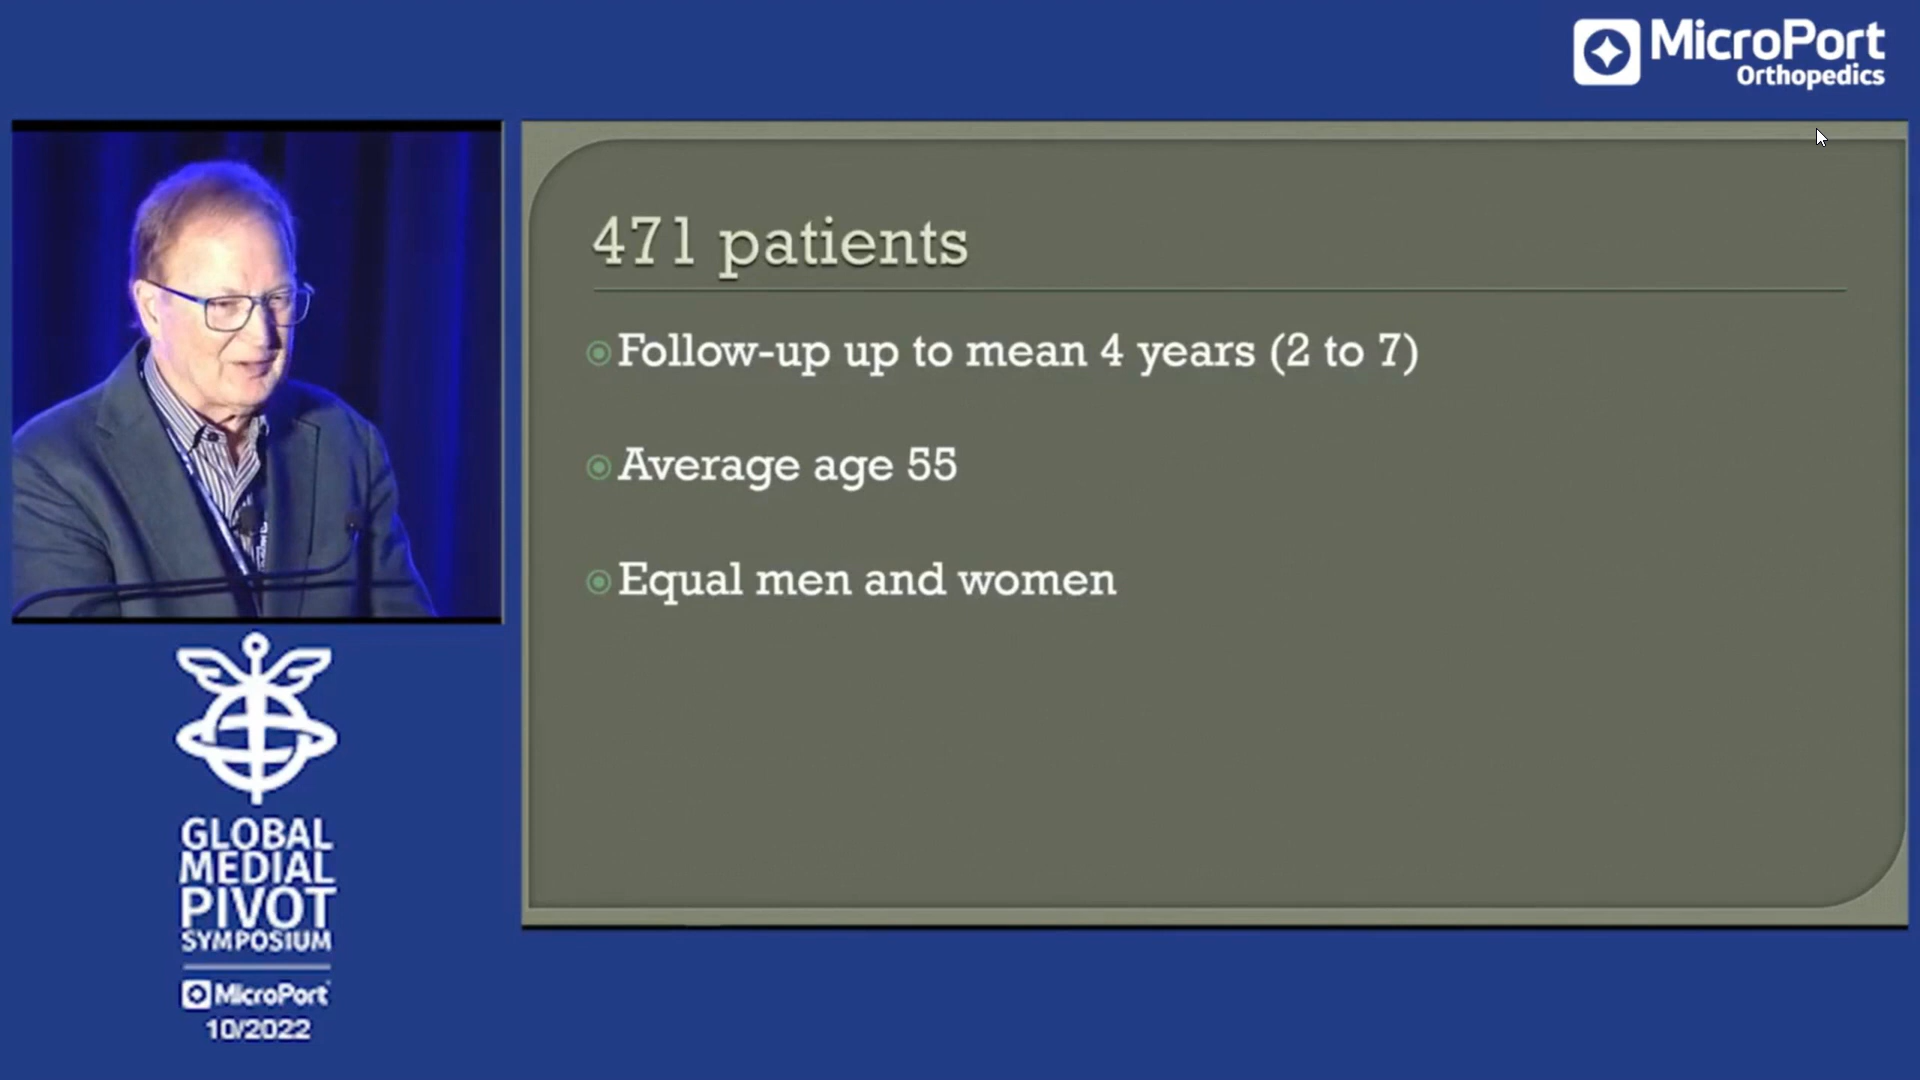 MicroPort
Orthopedics
471 patients
Follow-up up to mean 4 years (2 to 7)
Average age 55
Equal men and women
GLOBAL
MEDIAL
PIVOT
SYMPOSIUM
MicroPort
10/2022